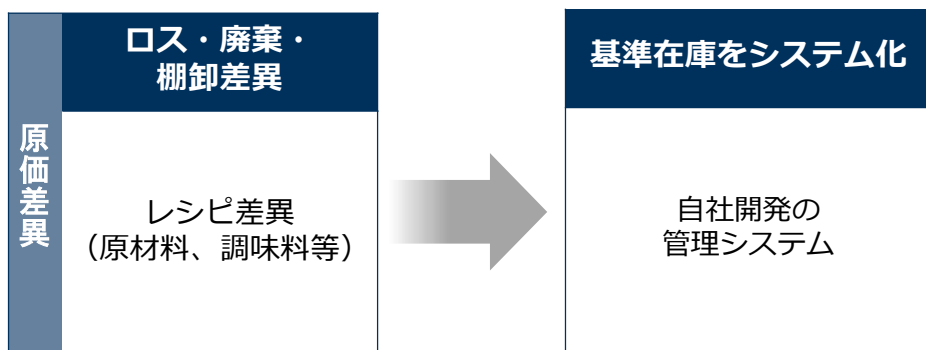 原価差異
ロス・廃棄・
棚卸差異
レシピ差異
（原材料、調味料等）
基準在庫をシステム化
自社開発の
管理システム